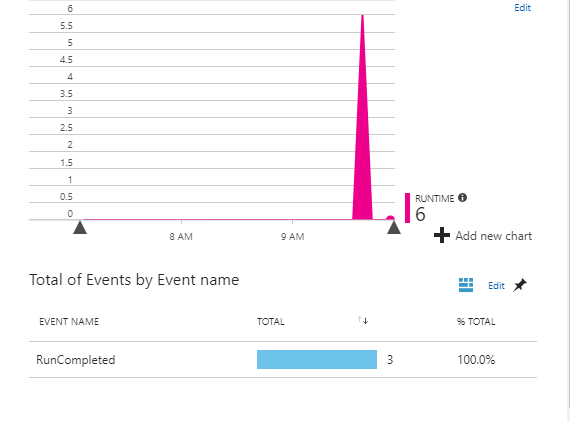 6
Edit
5.5
5
4.5
4
3.5
3
2.5
2
1.5
1
0.5
0
RUNTIME
6
8 AM 9 AM
Add new chart
Total of Events by Event name
Edit
EVENT NAME TOTAL % TOTAL
RunCompleted 3 100.0%